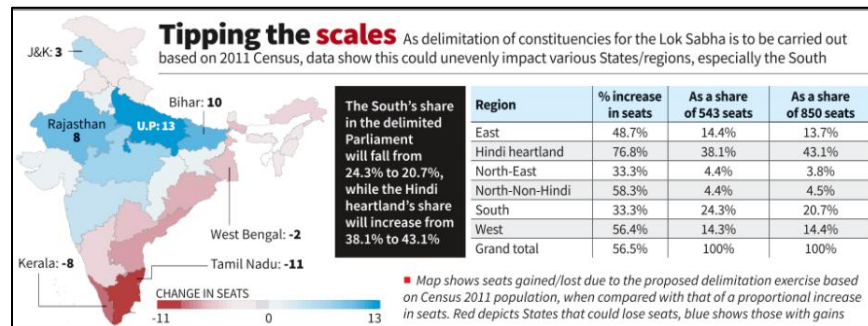 Tipping the scales As delimitation of constituencies for the Lok Sabha is to be carried out
based on 2011 Census, data show this could unevenly impact various States/regions, especially the South
J&K: 3
Bihar: 10
U.P: 13
Rajasthan
8
West Bengal: -2
Kerala: -8
Tamil Nadu: -11
CHANGE IN SEATS
-11 0 13
The South's share
in the delimited
Parliament
will fall from
24.3% to 20.7%,
while the Hindi
heartland's share
will increase from
38.1% to 43.1%
Region % increase in seats As a share of 543 seats As a share of 850 seats
East 48.7% 14.4% 13.7%
Hindi heartland 76.8% 38.1% 43.1%
North-East 33.3% 4.4% 3.8%
North-Non-Hindi 58.3% 4.4% 4.5%
South 33.3% 24.3% 20.7%
West 56.4% 14.3% 14.4%
Grand total 56.5% 100% 100%
Map shows seats gained/lost due to the proposed delimitation exercise based
on Census 2011 population, when compared with that of a proportional increase
in seats. Red depicts States that could lose seats, blue shows those with gains